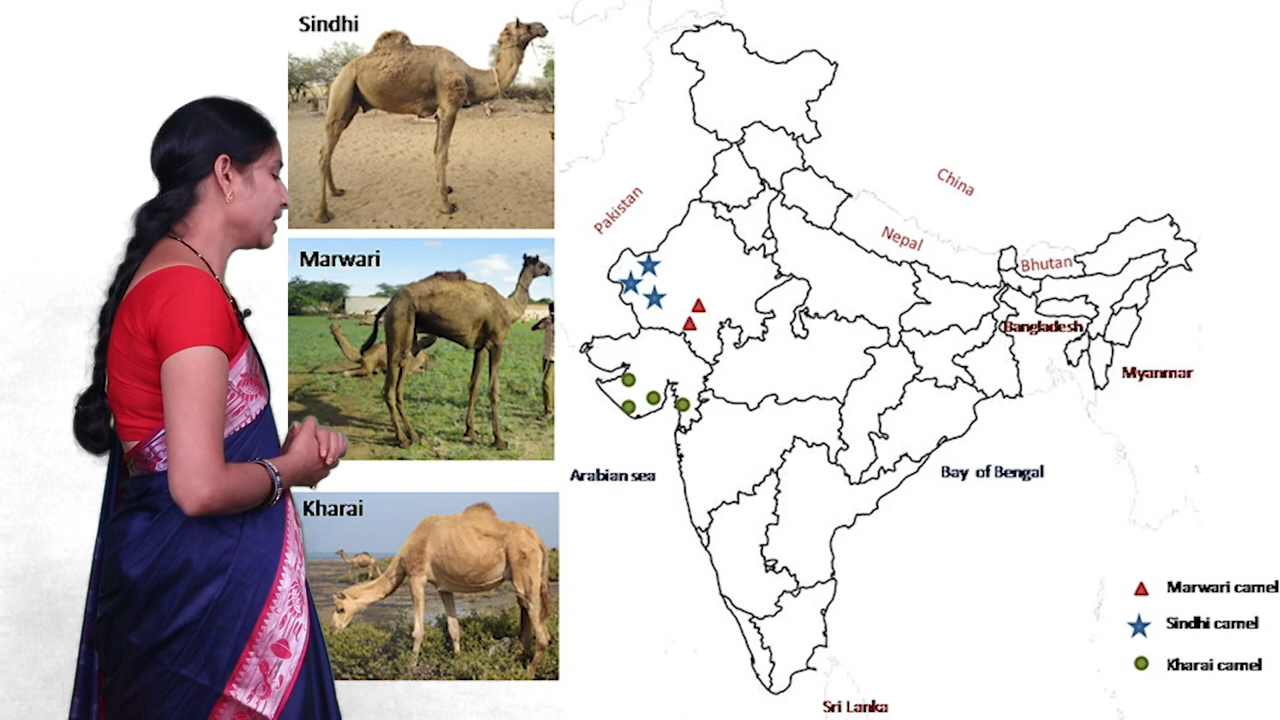 Sindhi
Marwari
Kharai
Pakistan
China
Nepal
Bhutan
Bangladesh
Myanmar
Arabian sea
Bay of Bengal
Sri Lanka
Marwari camel
Sindhi camel
Kharai camel